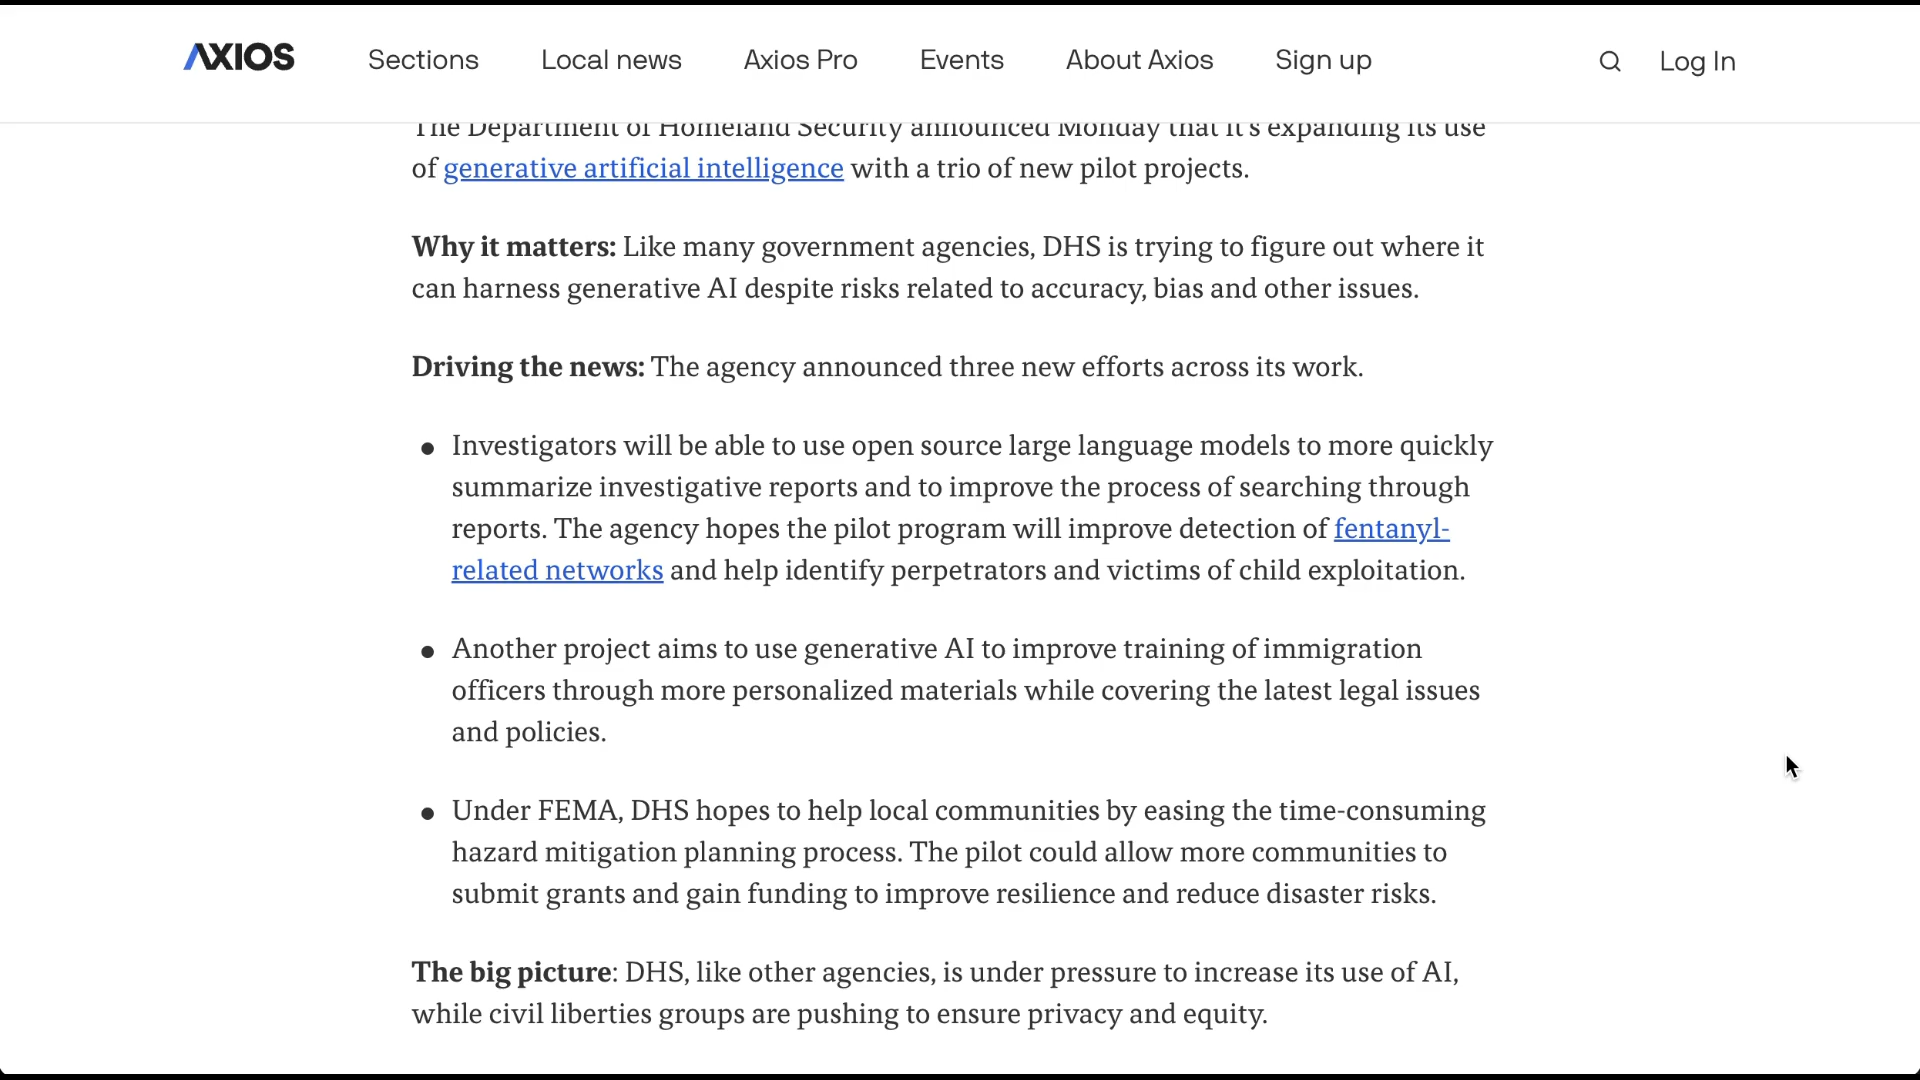 AXIOS Sections Local news Axios Pro Events About Axios Sign up Log In
The Department of Homeland Security announced Monday that it's expanding its use
of generative artificial intelligence with a trio of new pilot projects.
Why it matters: Like many government agencies, DHS is trying to figure out where it
can harness generative AI despite risks related to accuracy, bias and other issues.
Driving the news: The agency announced three new efforts across its work.
● Investigators will be able to use open source large language models to more quickly
summarize investigative reports and to improve the process of searching through
reports. The agency hopes the pilot program will improve detection of fentanyl-
related networks and help identify perpetrators and victims of child exploitation.
● Another project aims to use generative AI to improve training of immigration
officers through more personalized materials while covering the latest legal issues
and policies.
● Under FEMA, DHS hopes to help local communities by easing the time-consuming
hazard mitigation planning process. The pilot could allow more communities to
submit grants and gain funding to improve resilience and reduce disaster risks.
The big picture: DHS, like other agencies, is under pressure to increase its use of AI,
while civil liberties groups are pushing to ensure privacy and equity.